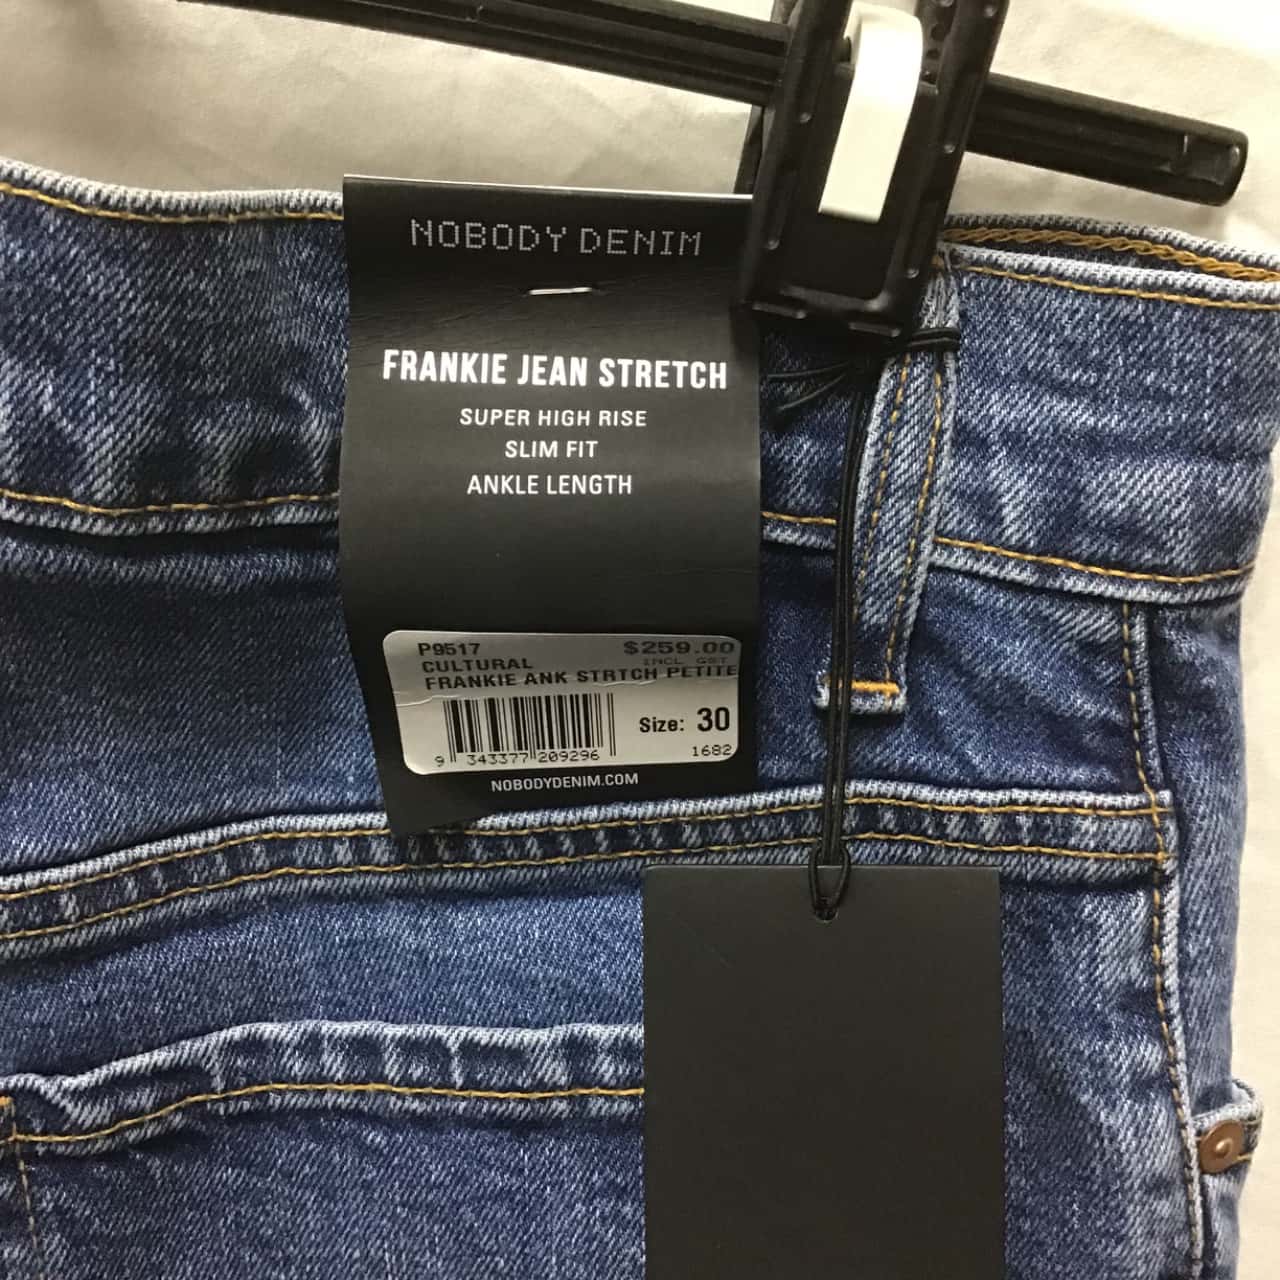 NOBODY DENIM
FRANKIE JEAN STRETCH
SUPER HIGH RISE
SLIM FIT
ANKLE LENGTH
P9517 $259.00
CULTURAL INCL GST
FRANKIE ANK STRTCH PETITE
Size: 30
9 343377 209296 1682
NOBODYDENIM.COM